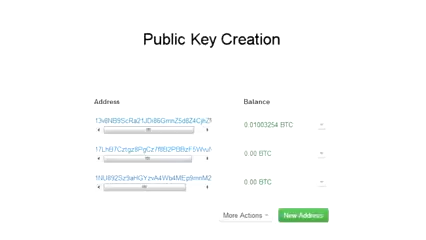 Public Key Creation
Address Balance
0.01003254 BTC
0.00 BTC
0.00 BTC
More Actions New Address